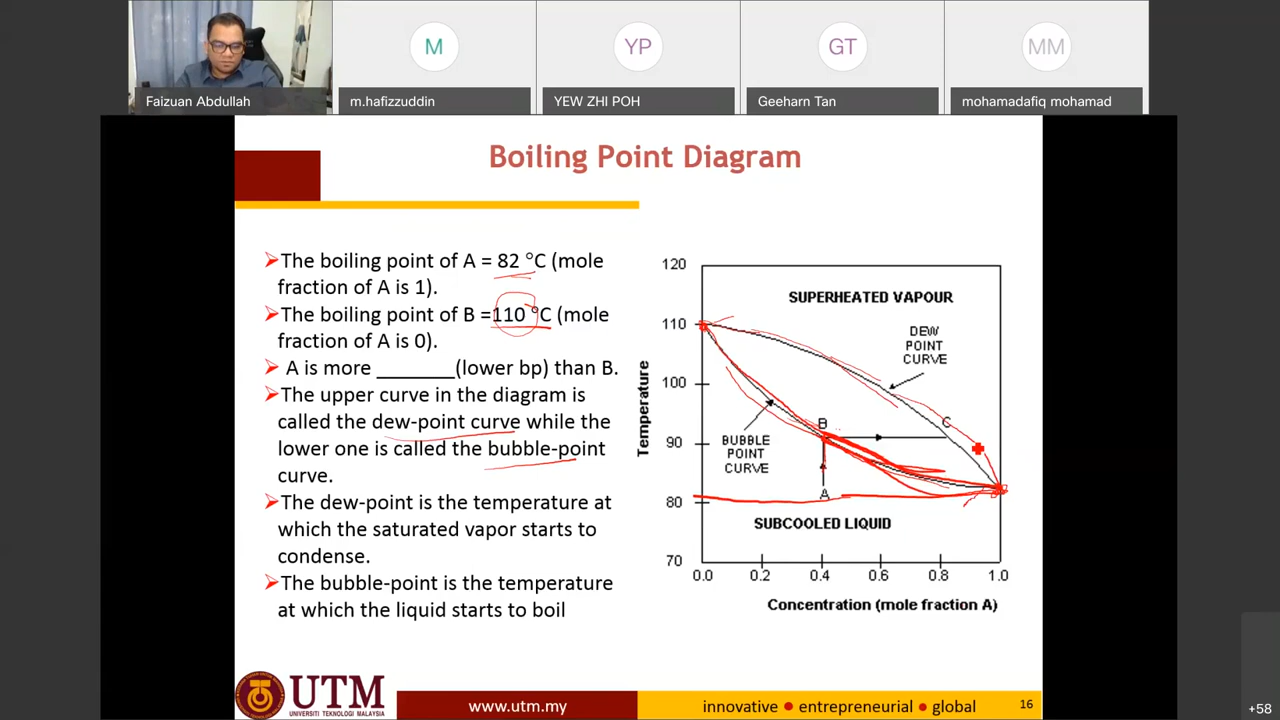 M
YP
GT
MM
Faizuan Abdullah
m.hafizzuddin
YEW ZHI POH
Geeharn Tan
mohamadafiq mohamad
Boiling Point Diagram
The boiling point of A = 82 °C (mole
fraction of A is 1).
The boiling point of B =110 °C (mole
fraction of A is 0).
A is more _______(lower bp) than B.
The upper curve in the diagram is
called the dew-point curve while the
lower one is called the bubble-point
curve.
The dew-point is the temperature at
which the saturated vapor starts to
condense.
The bubble-point is the temperature
at which the liquid starts to boil
120
110
100
90
80
70
Temperature
SUPERHEATED VAPOUR
DEW
POINT
CURVE
B
C
BUBBLE
POINT
CURVE
A
SUBCOOLED LIQUID
0.0
0.2
0.4
0.6
0.8
1.0
Concentration (mole fraction A)
UTM
UNIVERSITI TEKNOLOGI MALAYSIA
www.utm.my
innovative ● entrepreneurial ● global
16
+58